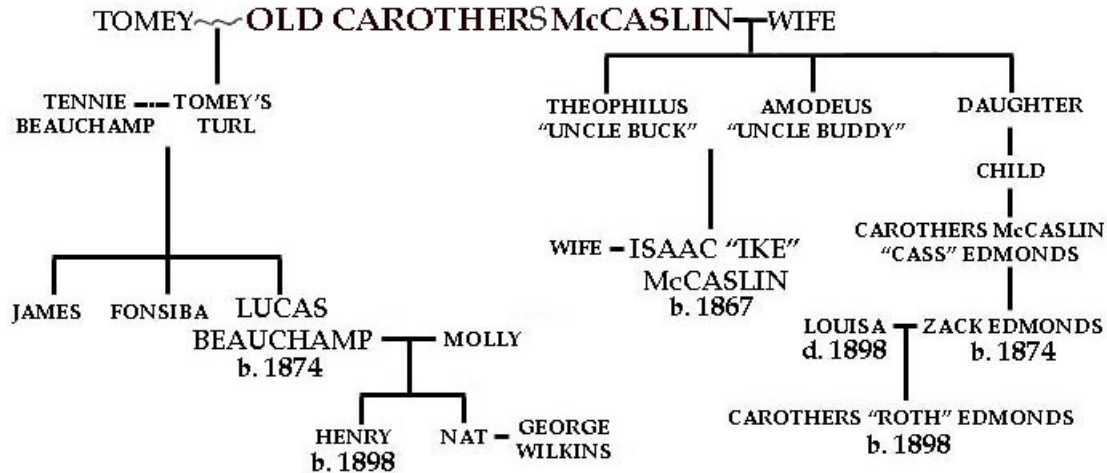 TOMEY OLD CAROTHERS McCASLIN WIFE
TENNIE
BEAUCHAMP
TOMEY'S
TURL
THEOPHILUS
“UNCLE BUCK”
AMODEUS
“UNCLE BUDDY”
DAUGHTER
CHILD
CAROTHERS McCASLIN
“CASS” EDMONDS
WIFE
ISAAC “IKE”
McCASLIN
b. 1867
JAMES
FONSIBA
LUCAS
BEAUCHAMP
b. 1874
MOLLY
LOUISA
d. 1898
ZACK EDMONDS
b. 1874
HENRY
b. 1898
NAT
GEORGE
WILKINS
CAROTHERS “ROTH” EDMONDS
b. 1898